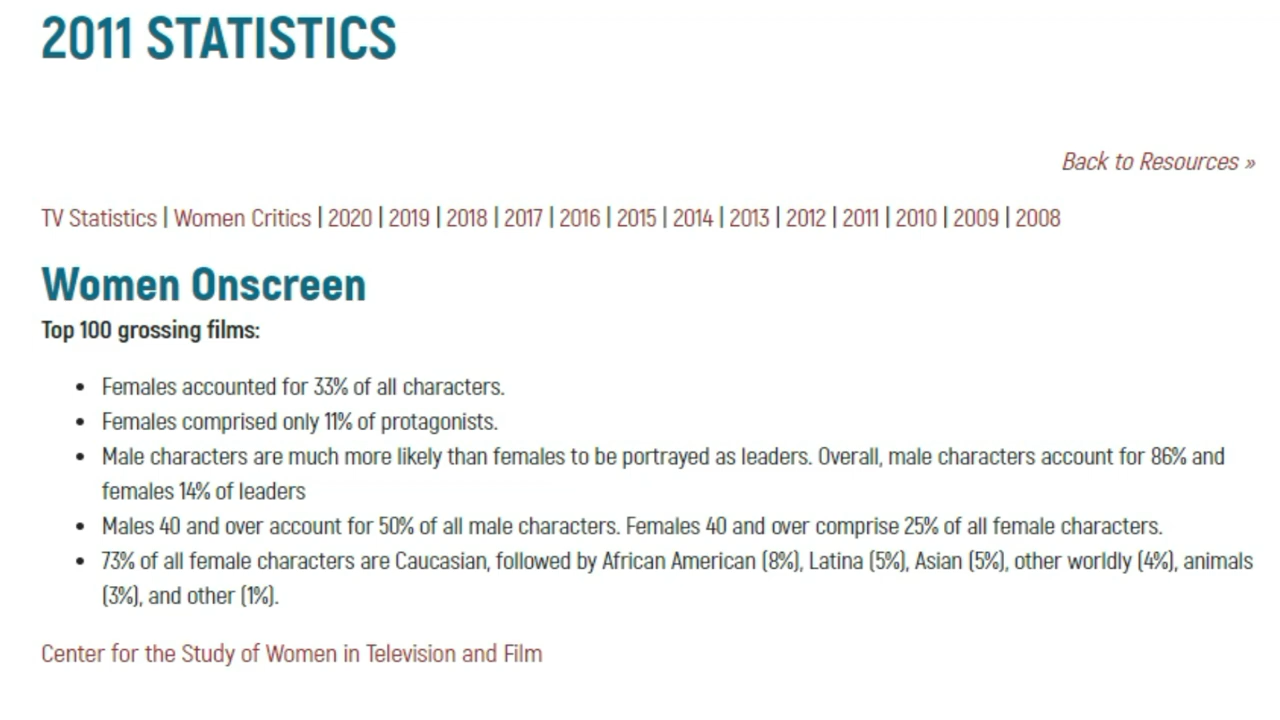 2011 STATISTICS
Back to Resources »
TV Statistics | Women Critics | 2020 | 2019 | 2018 | 2017 | 2016 | 2015 | 2014 | 2013 | 2012 | 2011 | 2010 | 2009 | 2008
Women Onscreen
Top 100 grossing films:
• Females accounted for 33% of all characters.
• Females comprised only 11% of protagonists.
• Male characters are much more likely than females to be portrayed as leaders. Overall, male characters account for 86% and
females 14% of leaders
• Males 40 and over account for 50% of all male characters. Females 40 and over comprise 25% of all female characters.
• 73% of all female characters are Caucasian, followed by African American (8%), Latina (5%), Asian (5%), other worldly (4%), animals
(3%), and other (1%).
Center for the Study of Women in Television and Film